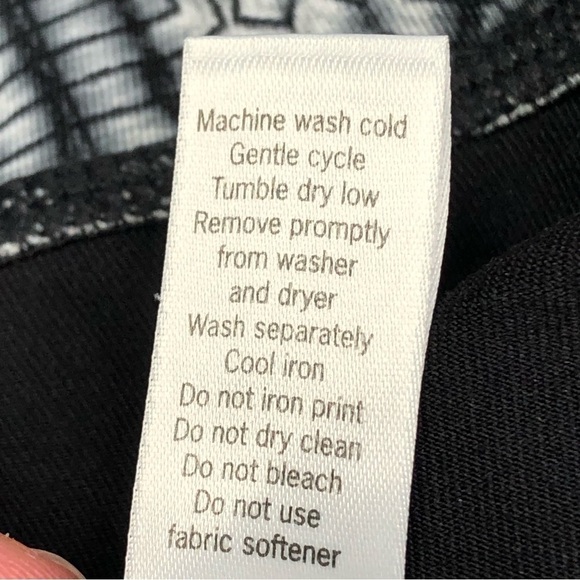 Machine wash cold
Gentle cycle
Tumble dry low
Remove promptly
from washer
and dryer
Wash separately
Cool iron
Do not iron print
Do not dry clean
Do not bleach
Do not use
fabric softener